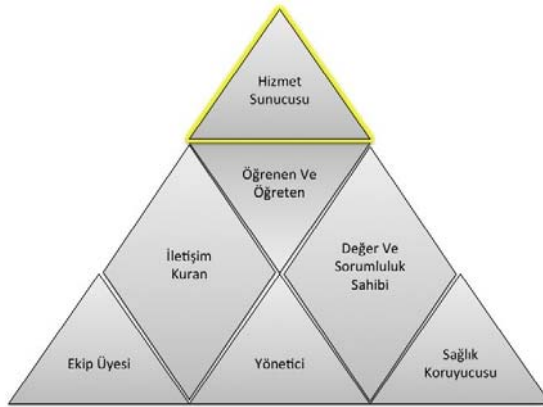 Hizmet
Sunucusu
Öğrenen Ve
Öğreten
İletişim
Kuran
Değer Ve
Sorumluluk
Sahibi
Ekip Üyesi
Yönetici
Sağlık
Koruyucusu